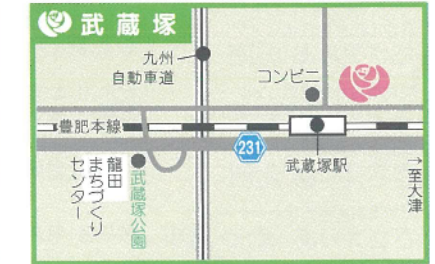 武蔵塚
九州
自動車道
コンビニ
豊肥本線
231
武蔵塚駅
→至大津
武蔵塚公園
龍田
まちづくり
センター